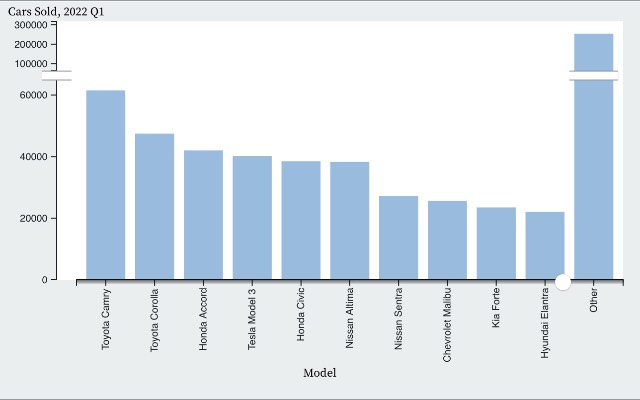 Cars Sold, 2022 Q1
300000
200000
100000
60000
40000
20000
0
Toyota Camry
Toyota Corolla
Honda Accord
Tesla Model 3
Honda Civic
Nissan Altima
Nissan Sentra
Chevrolet Malibu
Kia Forte
Hyundai Elantra
Other
Model